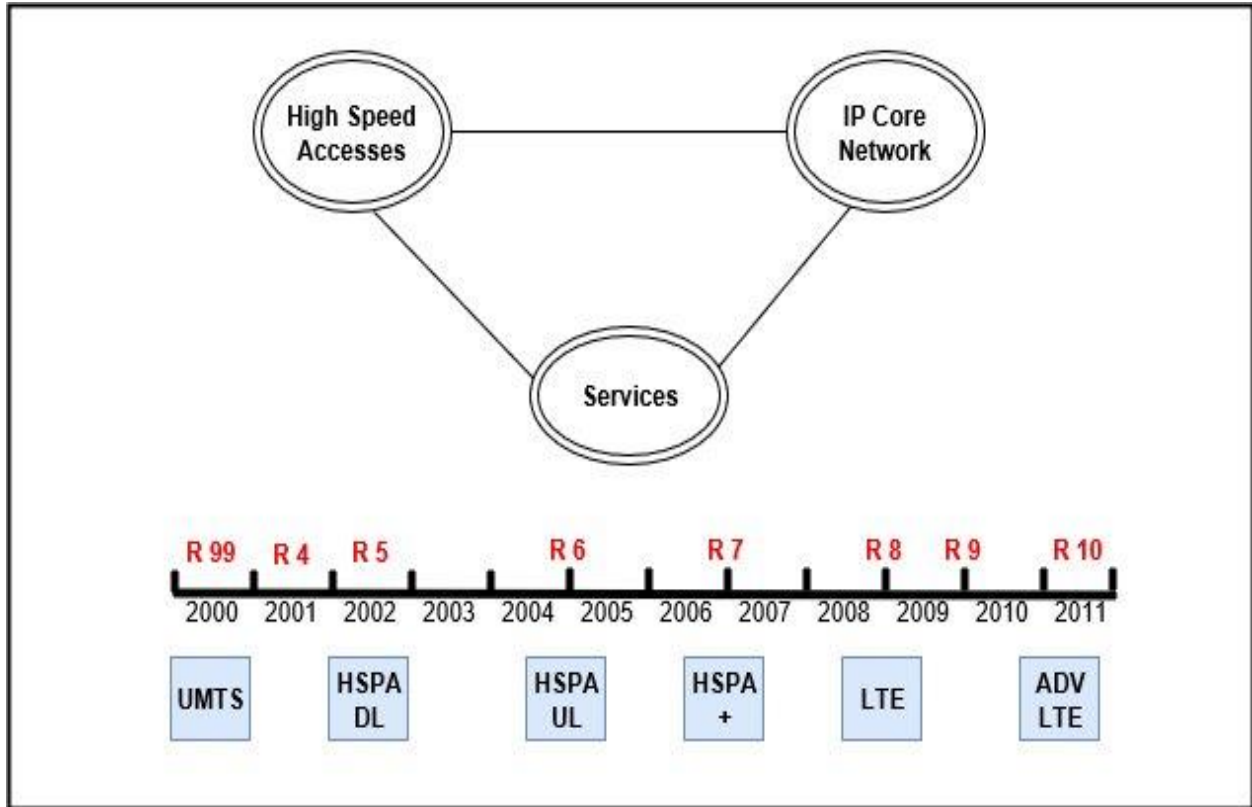 High Speed
Accesses
IP Core
Network
Services
R 99 R 4 R 5 R 6 R 7 R 8 R 9 R 10
2000 2001 2002 2003 2004 2005 2006 2007 2008 2009 2010 2011
UMTS
HSPA
DL
HSPA
UL
HSPA
+
LTE
ADV
LTE